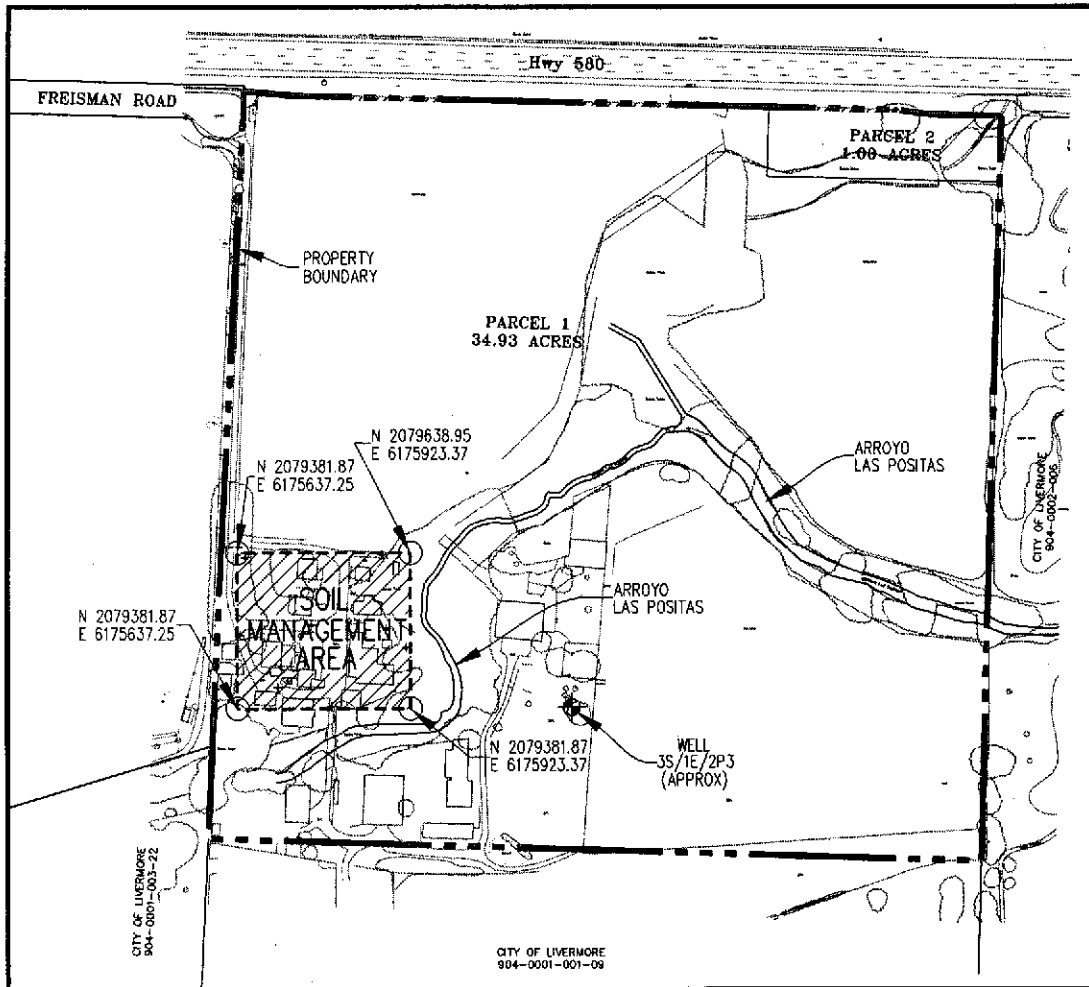 Hwy 580
FREISMAN ROAD
PARCEL 2
1.00 ACRES
PROPERTY
BOUNDARY
PARCEL 1
34.93 ACRES
N 2079638.95
E 6175923.37
N 2079381.87
E 6175637.25
ARROYO
LAS POSITAS
CITY OF LIVERMORE
904-0002-006
SOIL
MANAGEMENT
AREA
ARROYO
LAS POSITAS
N 2079381.87
E 6175637.25
N 2079381.87
E 6175923.37
WELL
3S/1E/2P3
(APPROX)
CITY OF LIVERMORE
904-0001-003-22
CITY OF LIVERMORE
904-0001-001-09